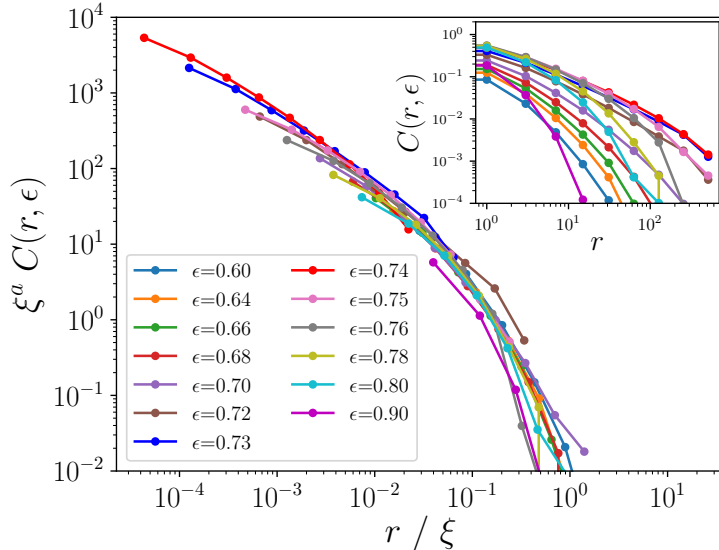 ξ^a C(r, ϵ)
10^4
10^3
10^2
10^1
10^0
10^−1
10^−2
10^−4
10^−3
10^−2
10^−1
10^0
10^1
r / ξ
ϵ=0.60
ϵ=0.64
ϵ=0.66
ϵ=0.68
ϵ=0.70
ϵ=0.72
ϵ=0.73
ϵ=0.74
ϵ=0.75
ϵ=0.76
ϵ=0.78
ϵ=0.80
ϵ=0.90
C(r, ϵ)
10^0
10^−1
10^−2
10^−3
10^−4
10^0
10^1
10^2
r